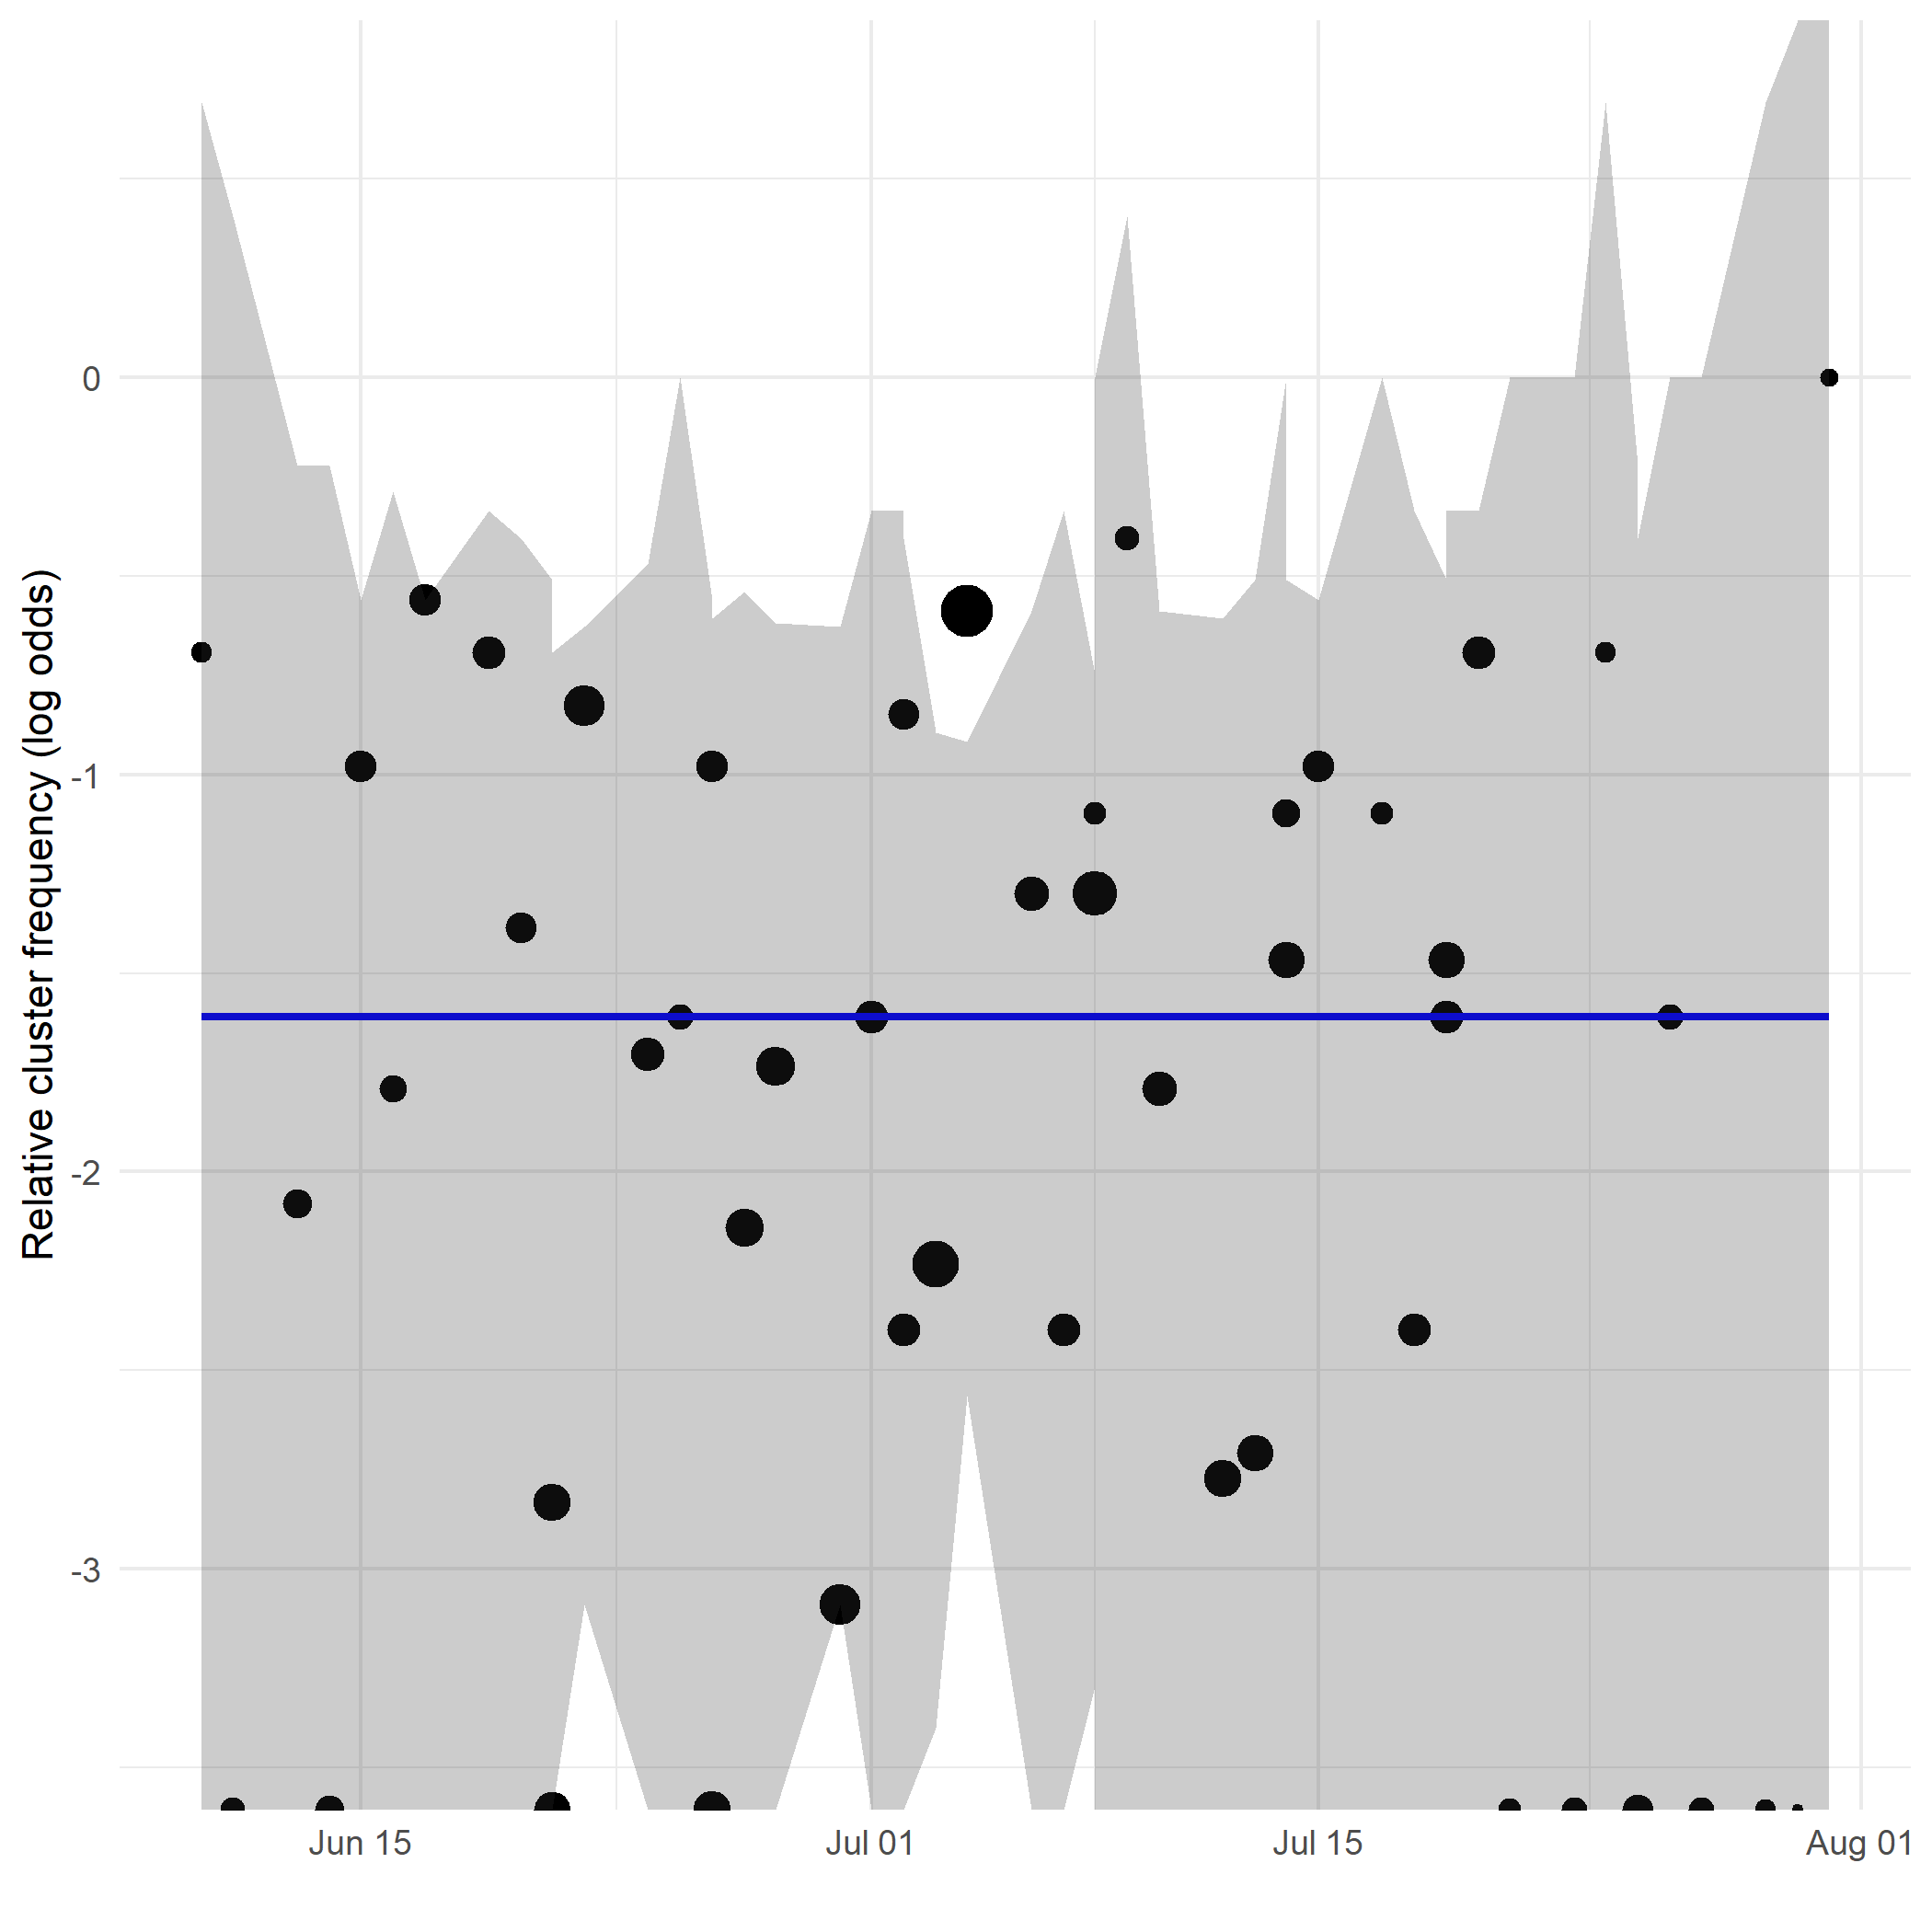 Relative cluster frequency (log odds)
0
-1
-2
-3
Jun 15
Jul 01
Jul 15
Aug 01